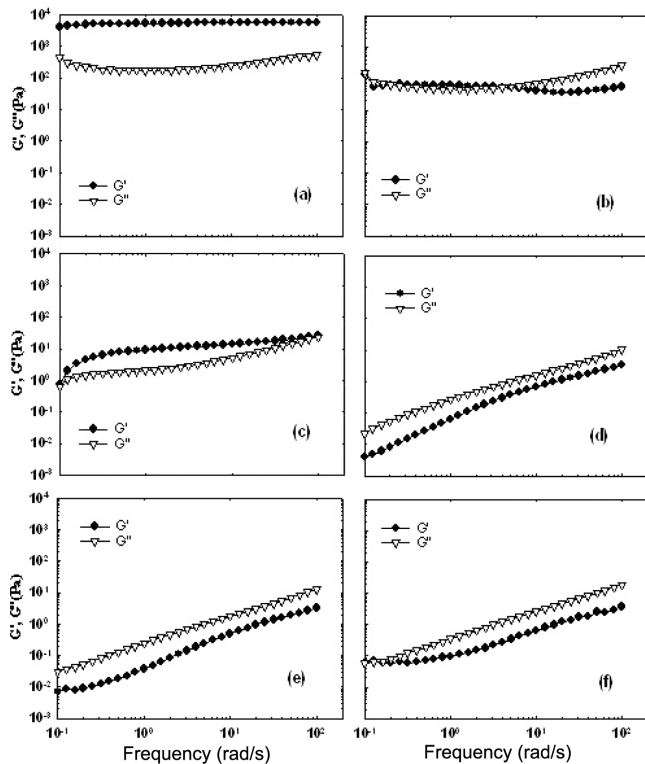 G', G''(Pa)
10⁴
10³
10²
10¹
10⁰
10⁻¹
10⁻²
10⁻³
G'
G''
(a)
G'
G''
(b)
G', G''(Pa)
10⁴
10³
10²
10¹
10⁰
10⁻¹
10⁻²
10⁻³
G'
G''
(c)
G'
G''
(d)
G', G''(Pa)
10⁴
10³
10²
10¹
10⁰
10⁻¹
10⁻²
10⁻³
G'
G''
(e)
10⁻¹ 10⁰ 10¹ 10²
Frequency (rad/s)
G'
G''
(f)
10⁻¹ 10⁰ 10¹ 10²
Frequency (rad/s)